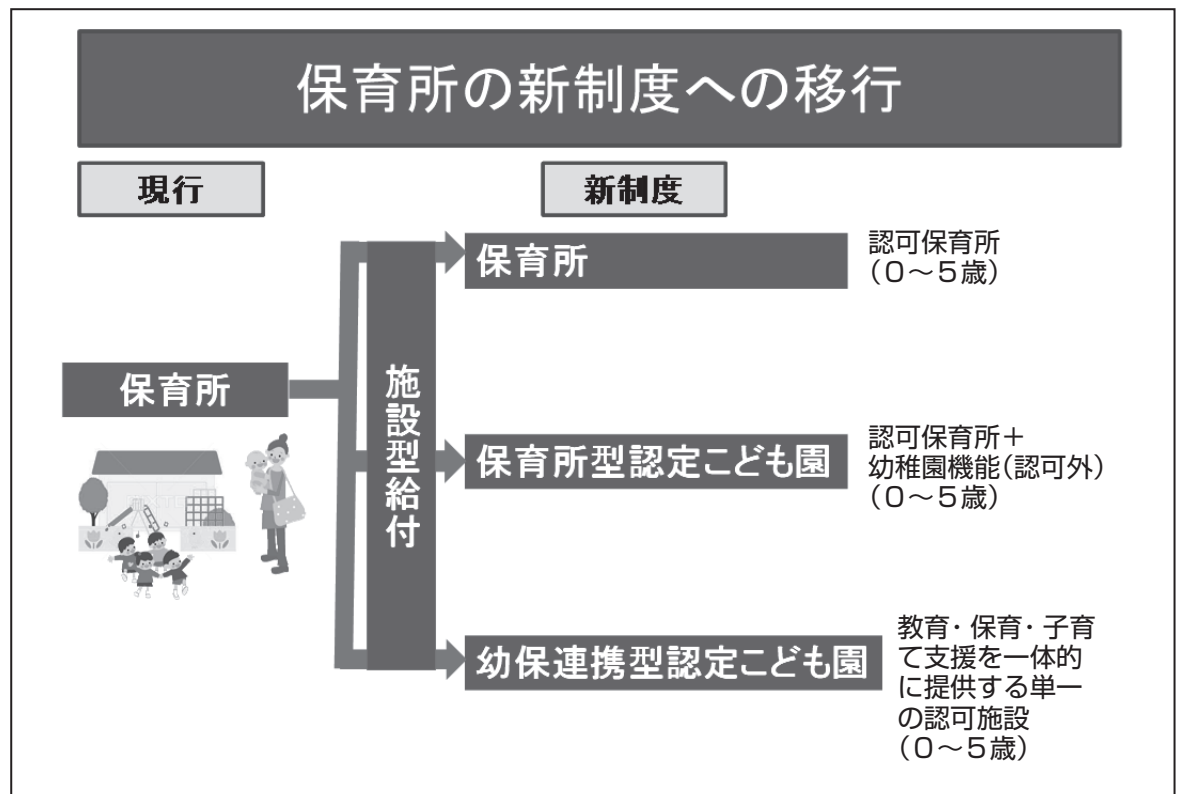 保育所の新制度への移行
現行
新制度
保育所
認可保育所
（０～５歳）
保育所
施設型給付
保育所型認定こども園
認可保育所＋
幼稚園機能（認可外）
（０～５歳）
幼保連携型認定こども園
教育・保育・子育
て支援を一体的
に提供する単一
の認可施設
（０～５歳）